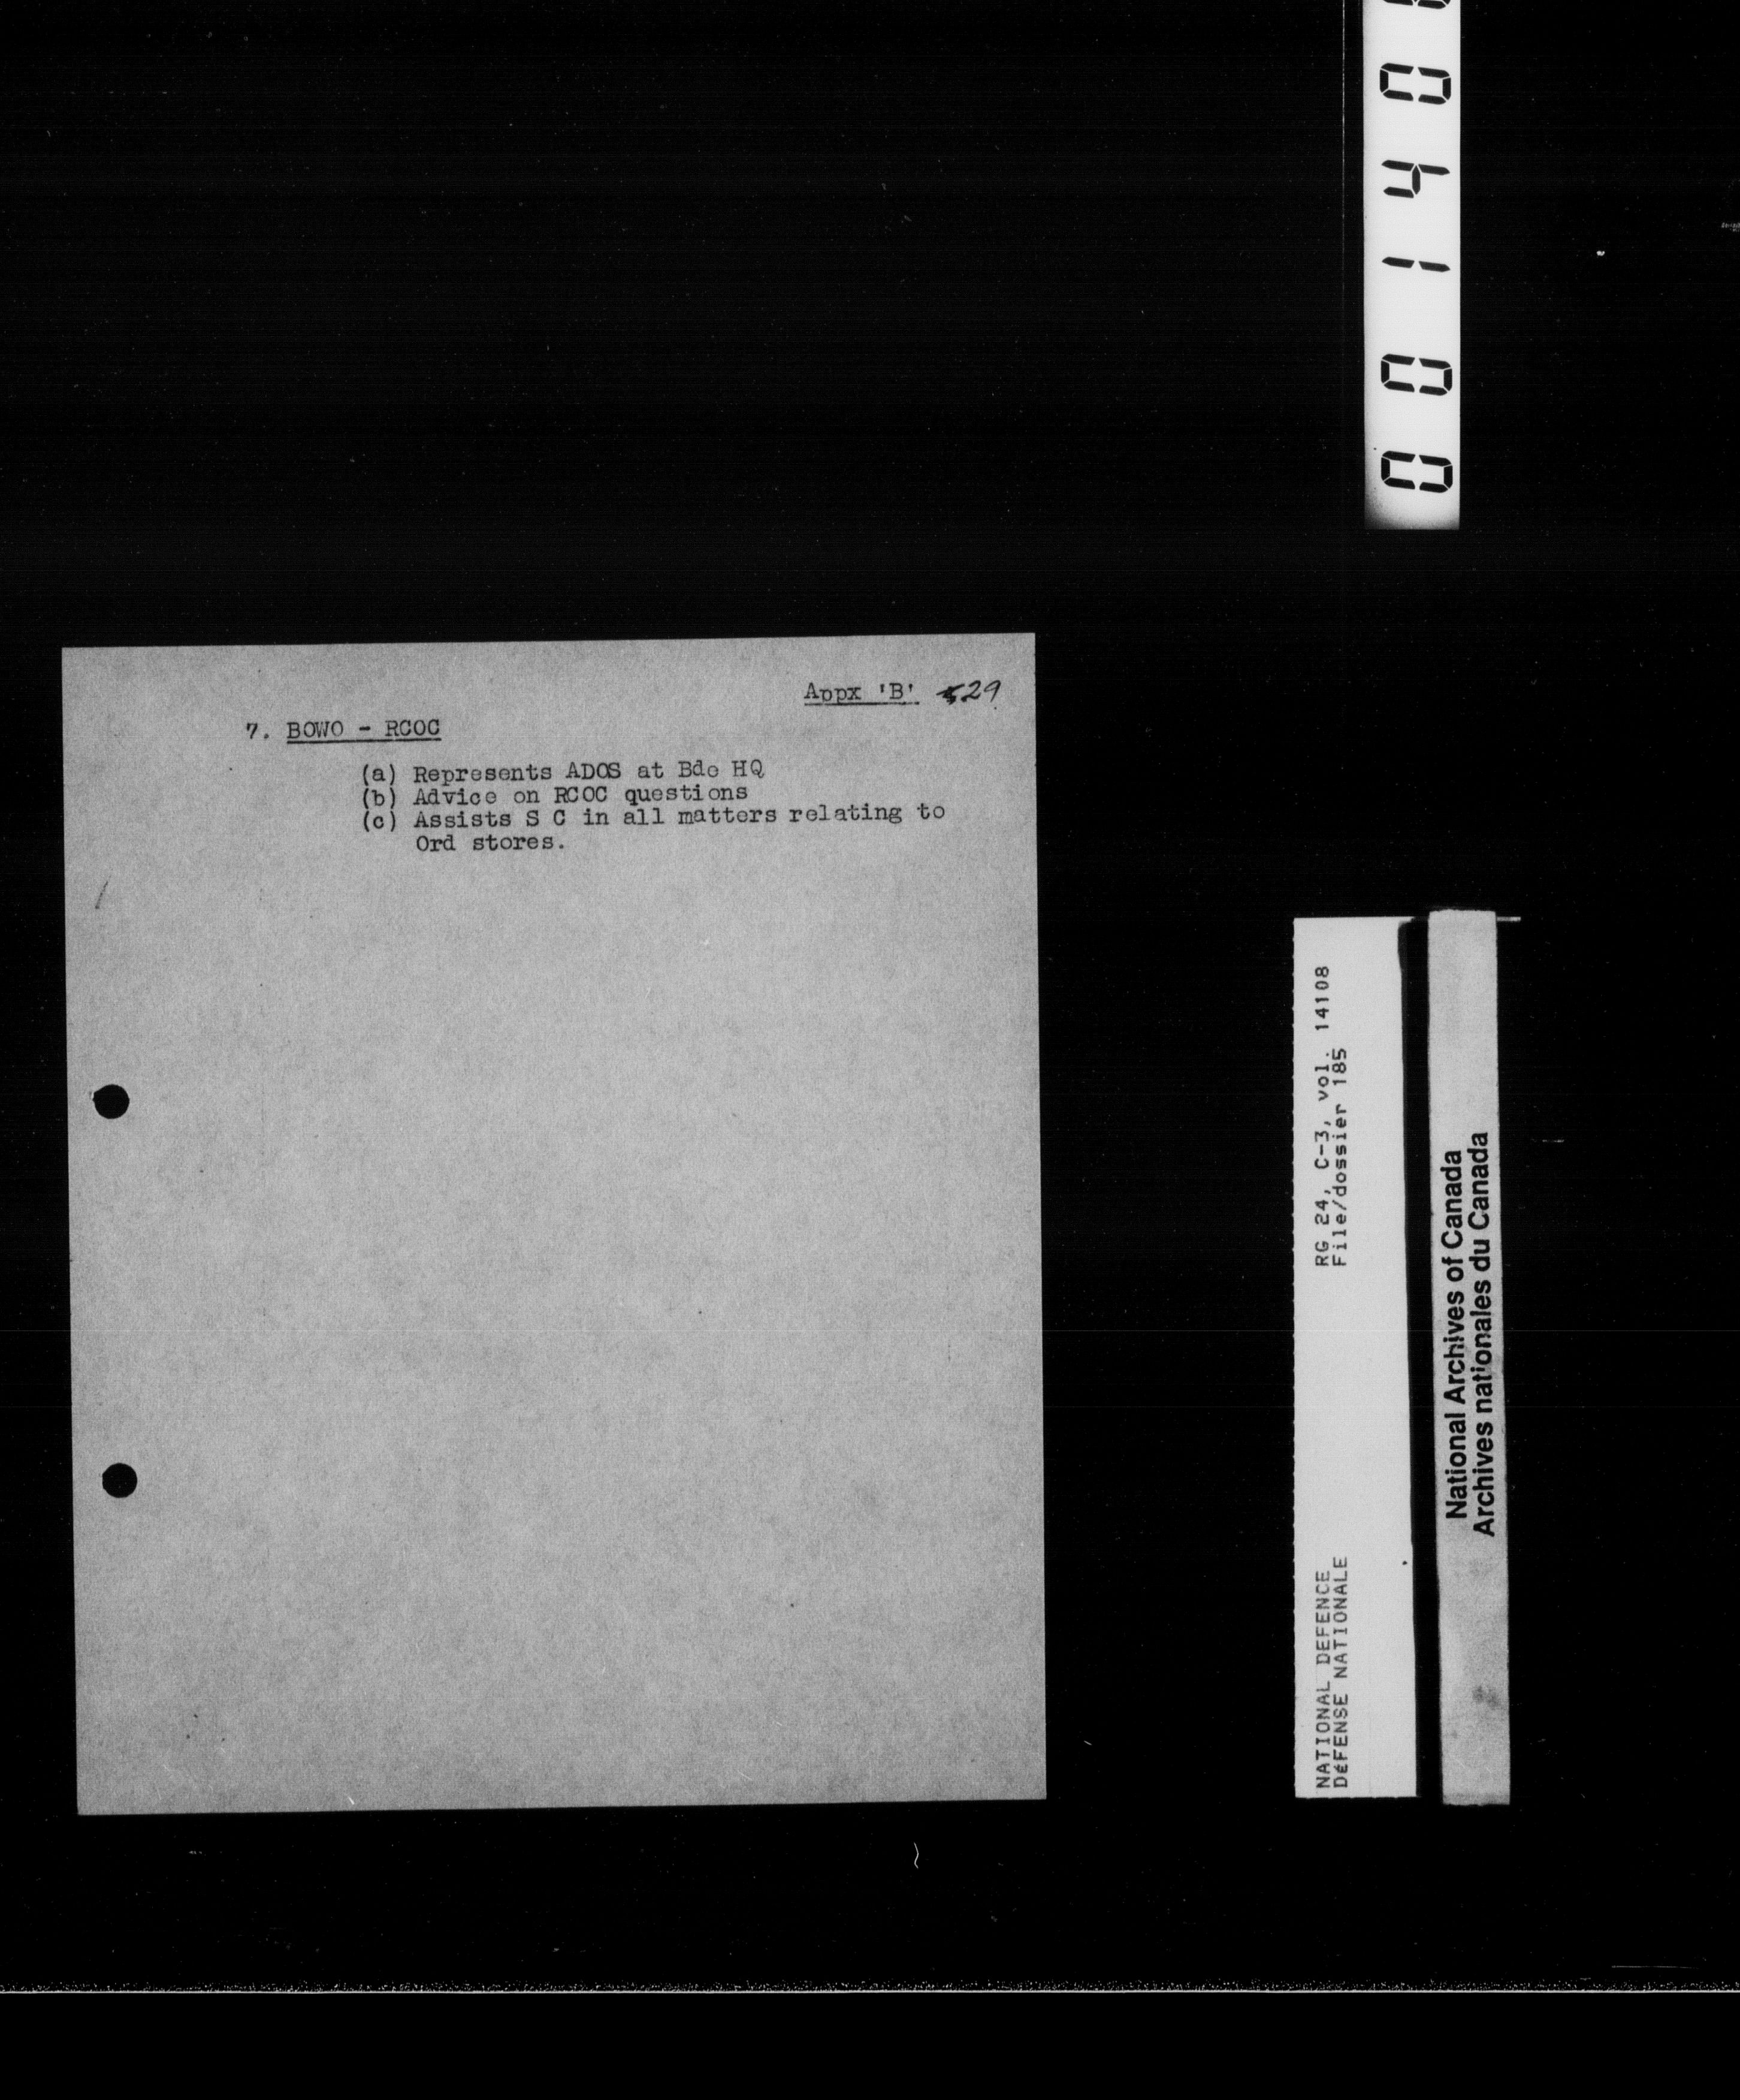 Appx 'B' 529
7. BOWO - RCOC
(a) Represents ADOS at Bde HQ
(b) Advice on RCOC questions
(c) Assists S C in all matters relating to
Ord stores.
00140
RG 24, C-3, vol. 14108
File/dossier 185
NATIONAL DEFENCE
DéFENSE NATIONALE
National Archives of Canada
Archives nationales du Canada